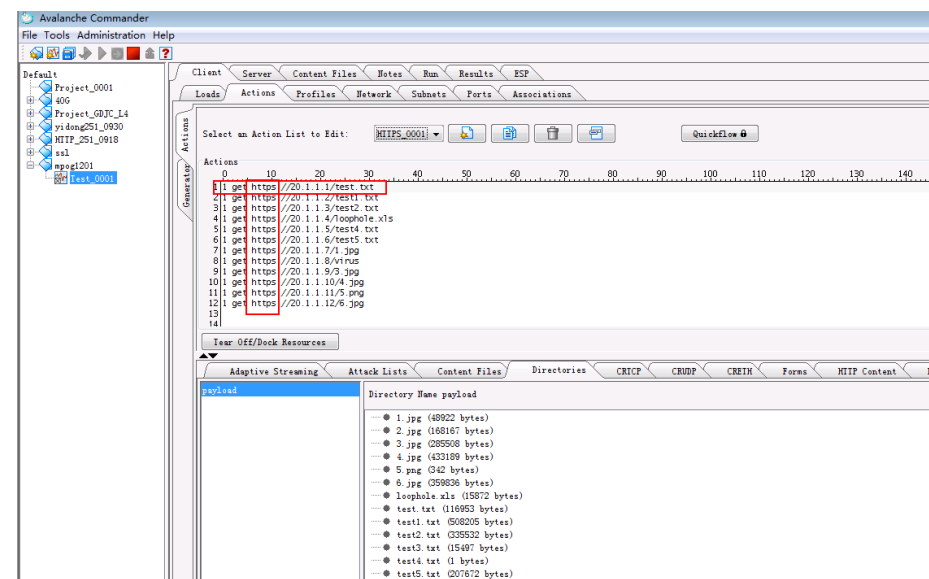 Avalanche Commander
File Tools Administration Help
Default
Project_0001
40G
Project_GDJC_L4
yidong251_0930
HTTP_251_0918
ssl
mpog1201
Test_0001
Client Server Content Files Notes Run Results ESP
Loads Actions Profiles Network Subnets Ports Associations
Actions
Generator
Select an Action List to Edit: HTTPS_0001 Quickflow
Actions
0 10 20 30 40 50 60 70 80 90 100 110 120 130 140
1 1 get https //20.1.1.1/test.txt
2 1 get https //20.1.1.2/test1.txt
3 1 get https //20.1.1.3/test2.txt
4 1 get https //20.1.1.4/loophole.xls
5 1 get https //20.1.1.5/test4.txt
6 1 get https //20.1.1.6/test5.txt
7 1 get https //20.1.1.7/1.jpg
8 1 get https //20.1.1.8/virus
9 1 get https //20.1.1.9/3.jpg
10 1 get https //20.1.1.10/4.jpg
11 1 get https //20.1.1.11/5.png
12 1 get https //20.1.1.12/6.jpg
13
14
Tear Off/Dock Resources
Adaptive Streaming Attack Lists Content Files Directories CRTCP CRUDP CRETH Forms HTTP Content
payload
Directory Name payload
1.jpg (48922 bytes)
2.jpg (168167 bytes)
3.jpg (285508 bytes)
4.jpg (433189 bytes)
5.png (342 bytes)
6.jpg (359836 bytes)
loophole.xls (15872 bytes)
test.txt (116953 bytes)
test1.txt (508205 bytes)
test2.txt (335532 bytes)
test3.txt (15497 bytes)
test4.txt (1 bytes)
test5.txt (207672 bytes)